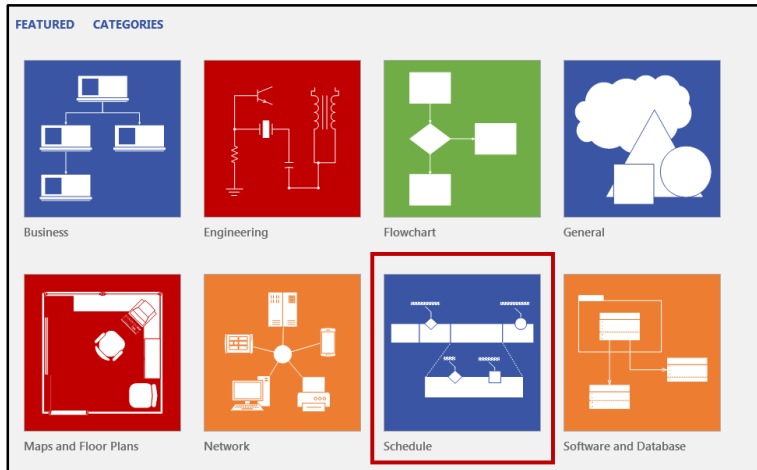 FEATURED CATEGORIES
Business Engineering Flowchart General
Maps and Floor Plans Network Schedule Software and Database